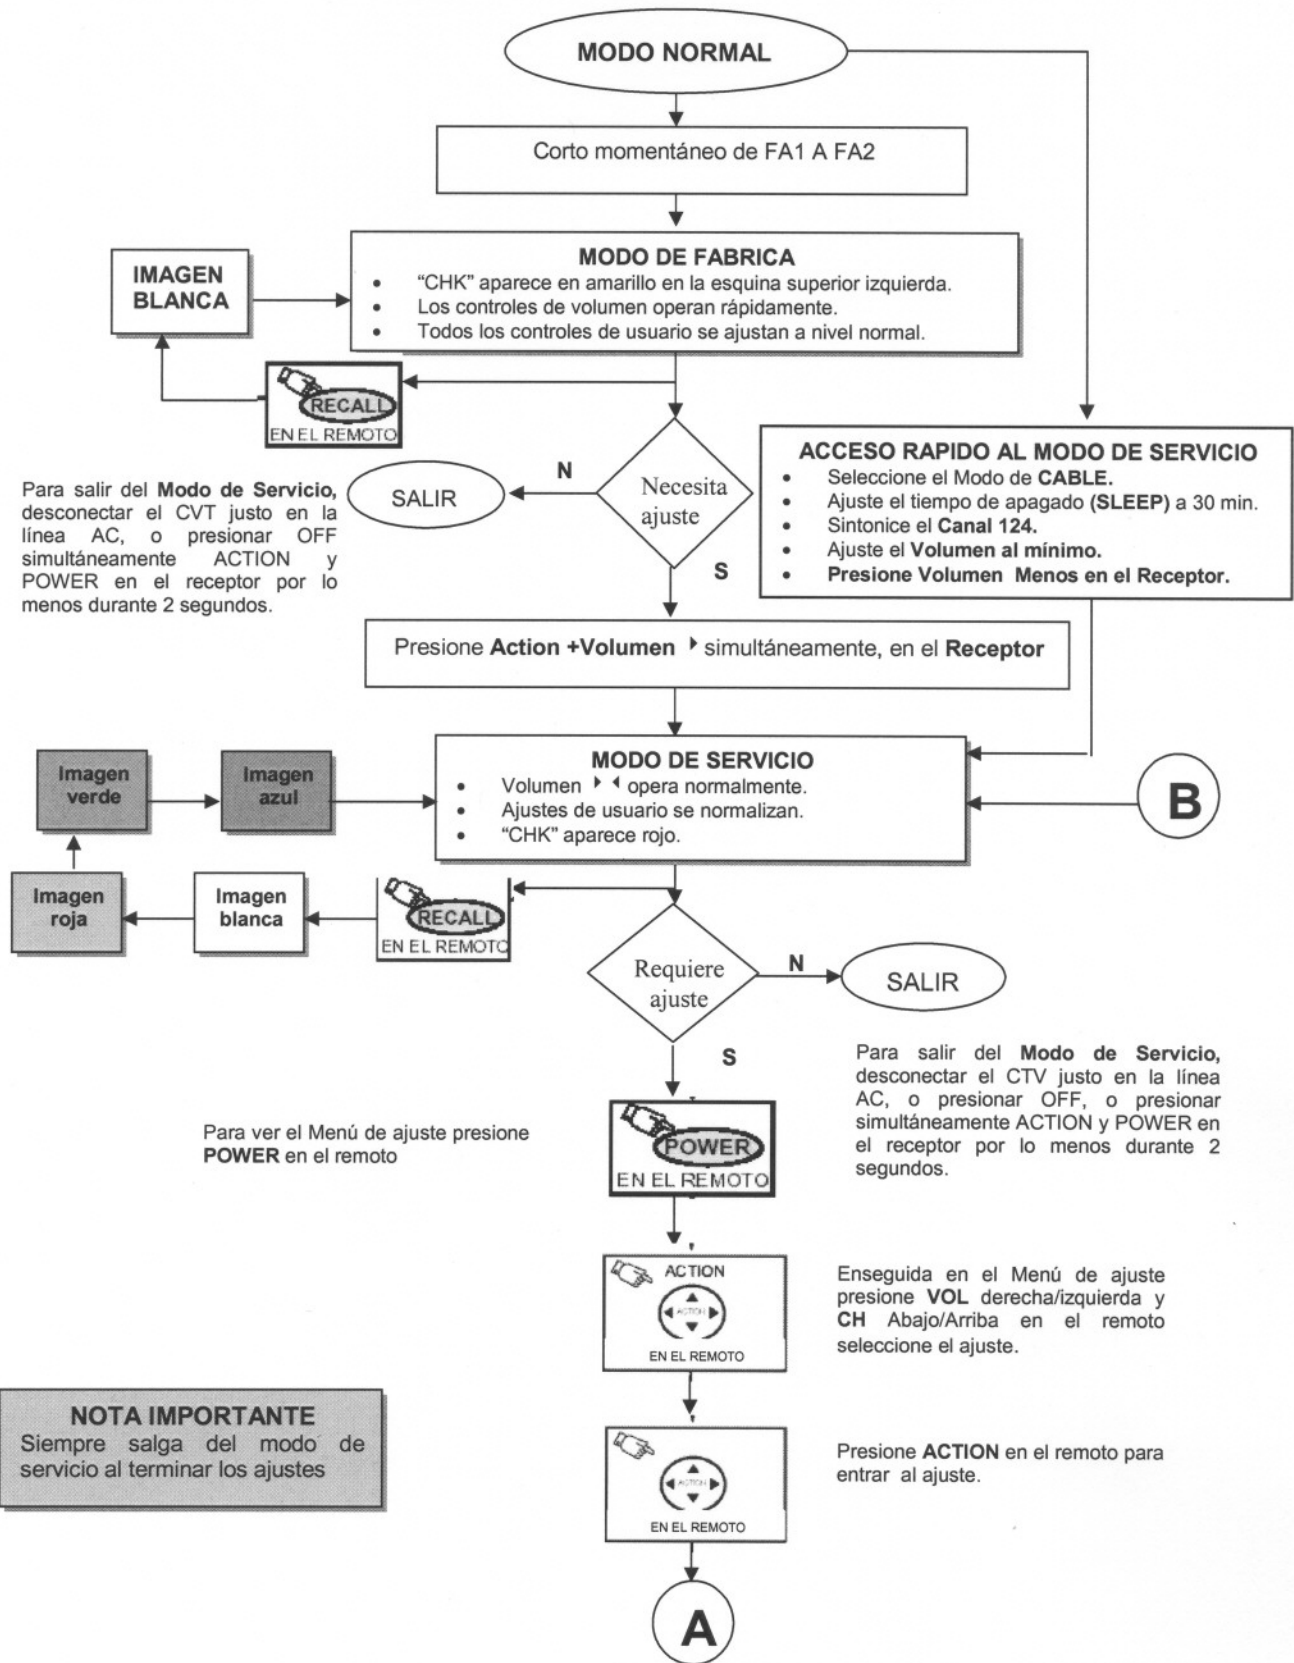 MODO NORMAL
Corto momentáneo de FA1 A FA2
MODO DE FABRICA
• “CHK” aparece en amarillo en la esquina superior izquierda.
• Los controles de volumen operan rápidamente.
• Todos los controles de usuario se ajustan a nivel normal.
IMAGEN
BLANCA
RECALL
EN EL REMOTO
Necesita
ajuste
N
SALIR
S
Para salir del Modo de Servicio,
desconectar el CVT justo en la
línea AC, o presionar OFF
simultáneamente ACTION y
POWER en el receptor por lo
menos durante 2 segundos.
ACCESO RAPIDO AL MODO DE SERVICIO
• Seleccione el Modo de CABLE.
• Ajuste el tiempo de apagado (SLEEP) a 30 min.
• Sintonice el Canal 124.
• Ajuste el Volumen al mínimo.
• Presione Volumen Menos en el Receptor.
Presione Action +Volumen ▶ simultáneamente, en el Receptor
MODO DE SERVICIO
• Volumen ▶ ◀ opera normalmente.
• Ajustes de usuario se normalizan.
• “CHK” aparece rojo.
B
Imagen
verde
Imagen
azul
Imagen
roja
Imagen
blanca
RECALL
EN EL REMOTO
Requiere
ajuste
N
SALIR
S
Para salir del Modo de Servicio,
desconectar el CTV justo en la línea
AC, o presionar OFF, o presionar
simultáneamente ACTION y POWER en
el receptor por lo menos durante 2
segundos.
Para ver el Menú de ajuste presione
POWER en el remoto
POWER
EN EL REMOTO
ACTION
ACTION
EN EL REMOTO
Enseguida en el Menú de ajuste
presione VOL derecha/izquierda y
CH Abajo/Arriba en el remoto
seleccione el ajuste.
NOTA IMPORTANTE
Siempre salga del modo de
servicio al terminar los ajustes
ACTION
EN EL REMOTO
Presione ACTION en el remoto para
entrar al ajuste.
A